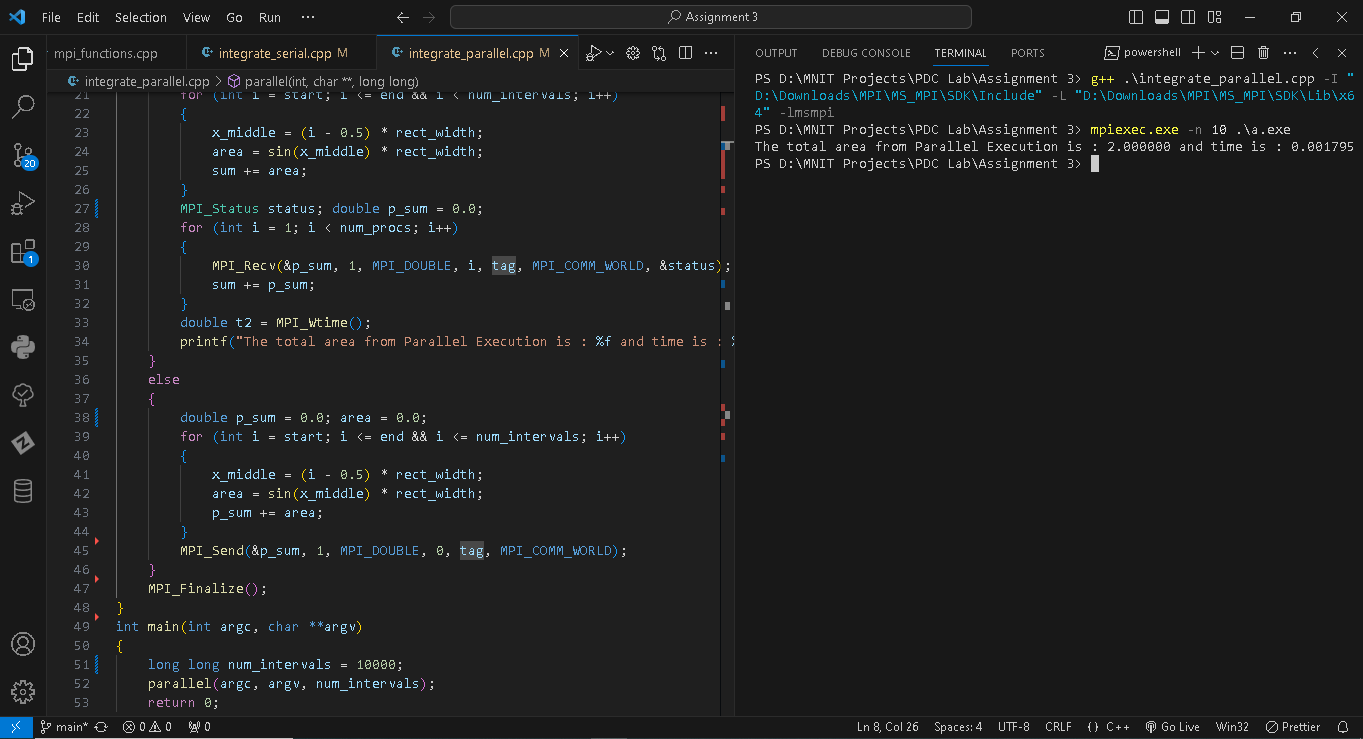 File Edit Selection View Go Run ··· Assignment 3
mpi_functions.cpp integrate_serial.cpp M integrate_parallel.cpp M
integrate_parallel.cpp > parallel(int, char **, long long)
21 for (int i = start; i <= end && i < num_intervals; i++)
22 {
23 x_middle = (i - 0.5) * rect_width;
24 area = sin(x_middle) * rect_width;
25 sum += area;
26 }
27 MPI_Status status; double p_sum = 0.0;
28 for (int i = 1; i < num_procs; i++)
29 {
30 MPI_Recv(&p_sum, 1, MPI_DOUBLE, i, tag, MPI_COMM_WORLD, &status);
31 sum += p_sum;
32 }
33 double t2 = MPI_Wtime();
34 printf("The total area from Parallel Execution is : %f and time is : %
35 }
36 else
37 {
38 double p_sum = 0.0; area = 0.0;
39 for (int i = start; i <= end && i <= num_intervals; i++)
40 {
41 x_middle = (i - 0.5) * rect_width;
42 area = sin(x_middle) * rect_width;
43 p_sum += area;
44 }
45 MPI_Send(&p_sum, 1, MPI_DOUBLE, 0, tag, MPI_COMM_WORLD);
46 }
47 MPI_Finalize();
48 }
49 int main(int argc, char **argv)
50 {
51 long long num_intervals = 10000;
52 parallel(argc, argv, num_intervals);
53 return 0;
OUTPUT DEBUG CONSOLE TERMINAL PORTS powershell
PS D:\MNIT Projects\PDC Lab\Assignment 3> g++ .\integrate_parallel.cpp -I "
D:\Downloads\MPI\MS_MPI\SDK\Include" -L "D:\Downloads\MPI\MS_MPI\SDK\Lib\x6
4" -lmsmpi
PS D:\MNIT Projects\PDC Lab\Assignment 3> mpiexec.exe -n 10 .\a.exe
The total area from Parallel Execution is : 2.000000 and time is : 0.001795
PS D:\MNIT Projects\PDC Lab\Assignment 3>
20
1
main* 0 0 0 Ln 8, Col 26 Spaces: 4 UTF-8 CRLF {} C++ Go Live Win32 Prettier